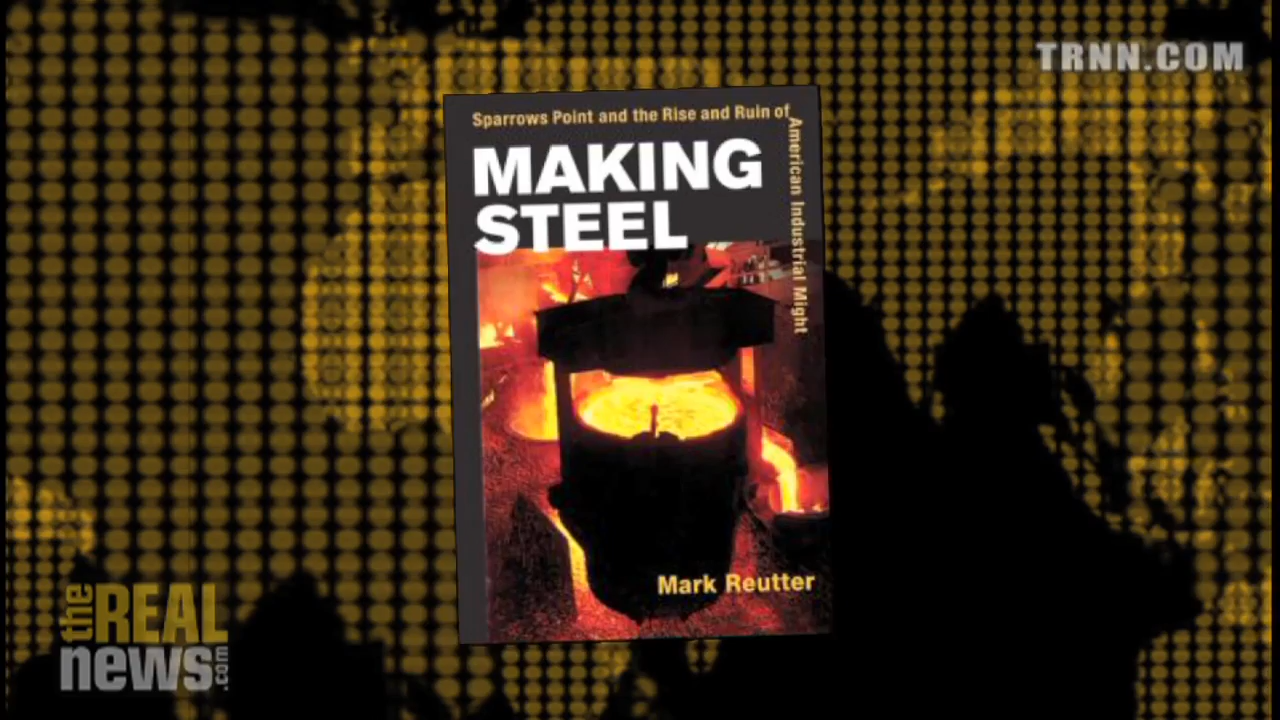 TRNN.COM
Sparrows Point and the Rise and Ruin of
American Industrial Might
MAKING
STEEL
Mark Reutter
the REAL
news.com